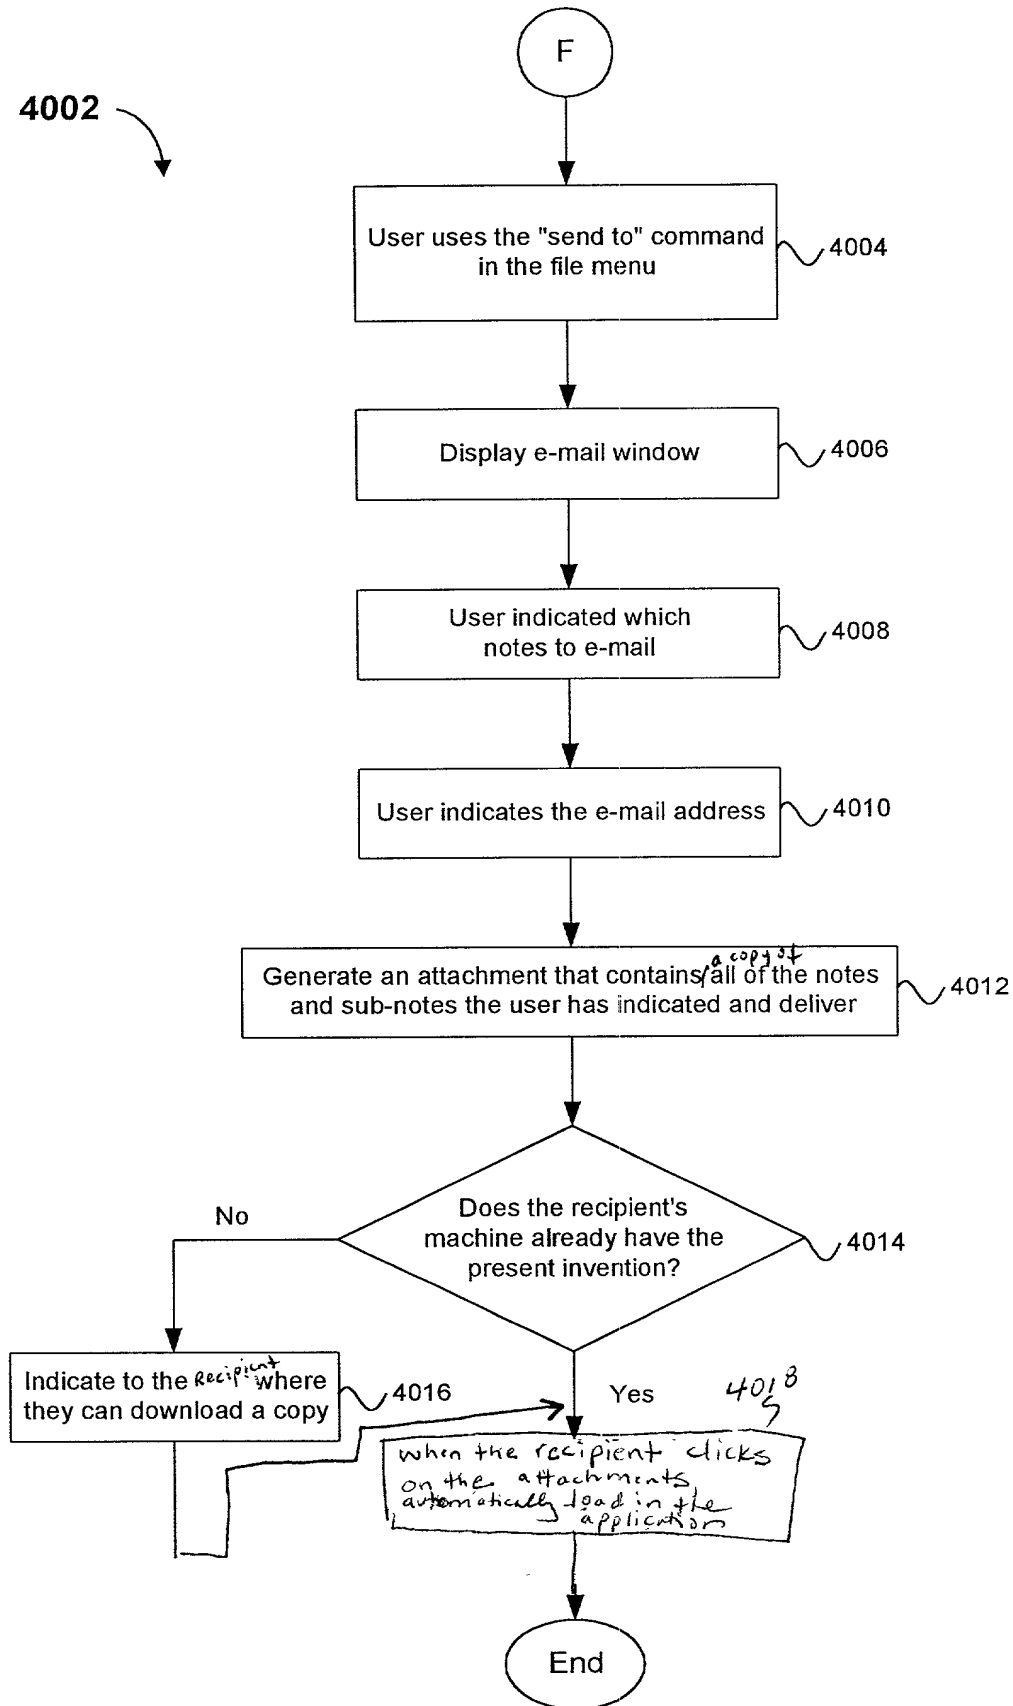 F
4002
User uses the "send to" command
in the file menu
4004
Display e-mail window
4006
User indicated which
notes to e-mail
4008
User indicates the e-mail address
4010
a copy of
Generate an attachment that contains all of the notes
and sub-notes the user has indicated and deliver
4012
Does the recipient's
machine already have the
present invention?
4014
No
Indicate to the Recipient where
they can download a copy
4016
Yes
4018
when the recipient clicks
on the attachments,
automatically load in the
application
End